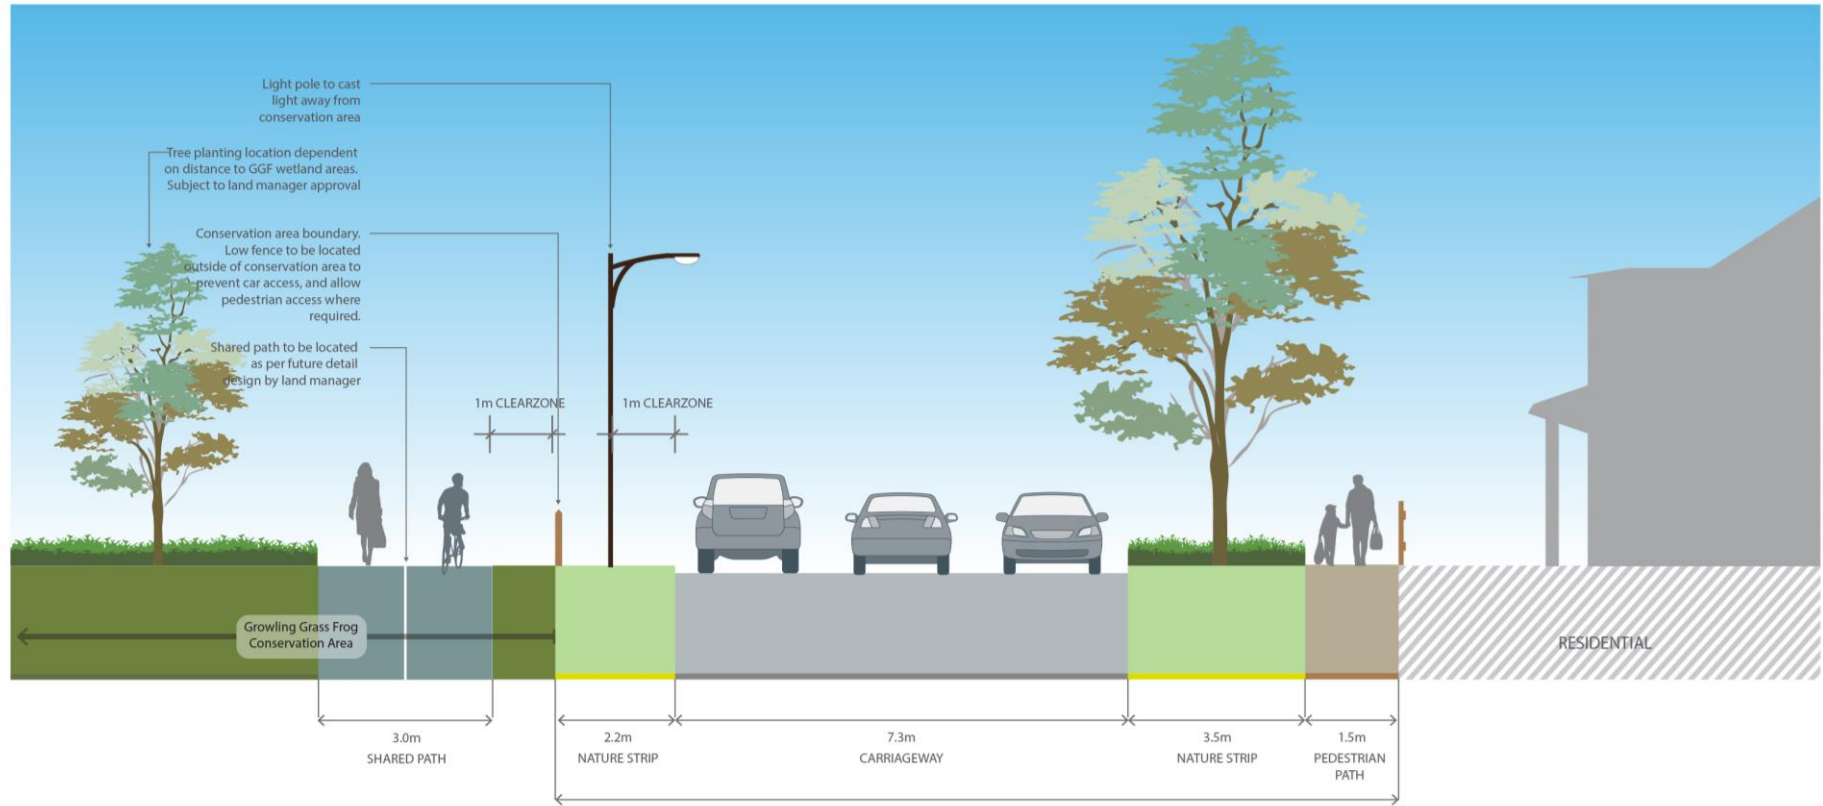 Light pole to cast
light away from
conservation area
Tree planting location dependent
on distance to GGF wetland areas.
Subject to land manager approval
Conservation area boundary.
Low fence to be located
outside of conservation area to
prevent car access, and allow
pedestrian access where
required.
Shared path to be located
as per future detail
design by land manager
1m CLEARZONE
1m CLEARZONE
Growling Grass Frog
Conservation Area
RESIDENTIAL
3.0m
SHARED PATH
2.2m
NATURE STRIP
7.3m
CARRIAGEWAY
3.5m
NATURE STRIP
1.5m
PEDESTRIAN
PATH